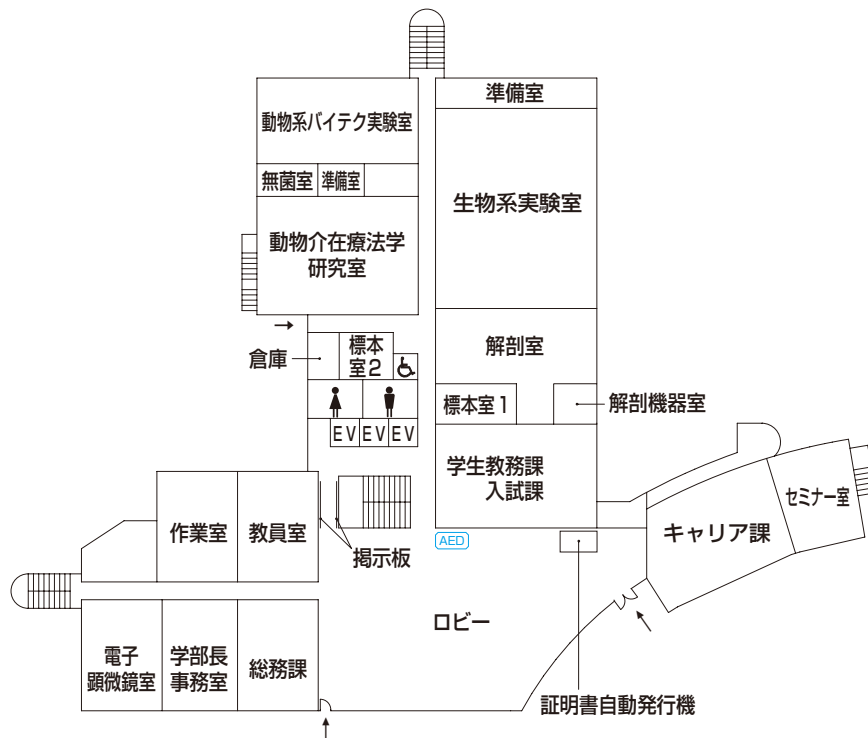 準備室
動物系バイテク実験室
無菌室
準備室
生物系実験室
動物介在療法学
研究室
解剖室
倉庫
標本
室2
標本室1
解剖機器室
EV
EV
EV
学生教務課
入試課
セミナー室
キャリア課
作業室
教員室
掲示板
AED
ロビー
電子
顕微鏡室
学部長
事務室
総務課
証明書自動発行機